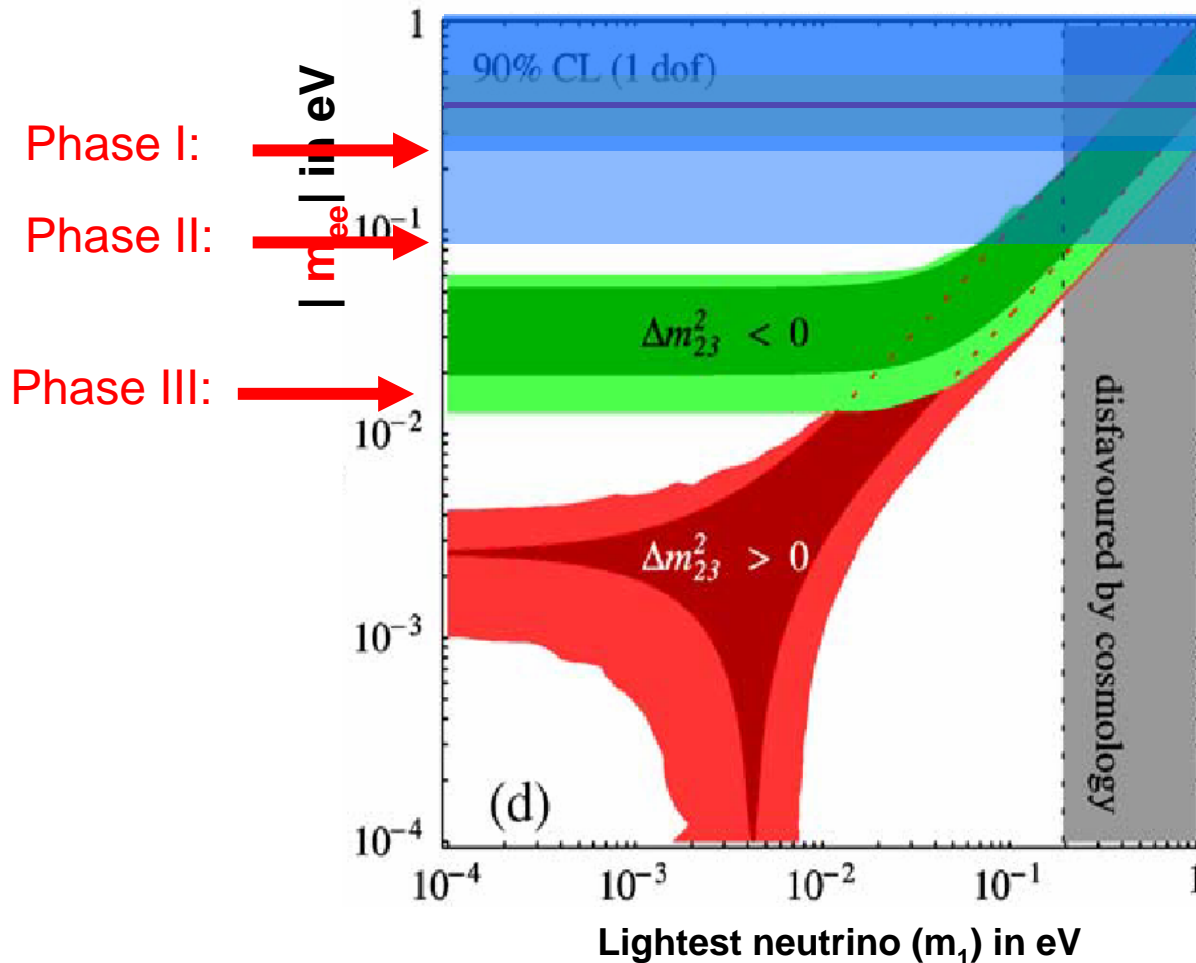 1
90% CL (1 dof)
Phase I:
Phase II:
Phase III:
| m_ee| in eV
10⁻¹
10⁻²
10⁻³
10⁻⁴
Δm²₂₃ < 0
Δm²₂₃ > 0
disfavoured by cosmology
(d)
10⁻⁴
10⁻³
10⁻²
10⁻¹
1
Lightest neutrino (m₁) in eV